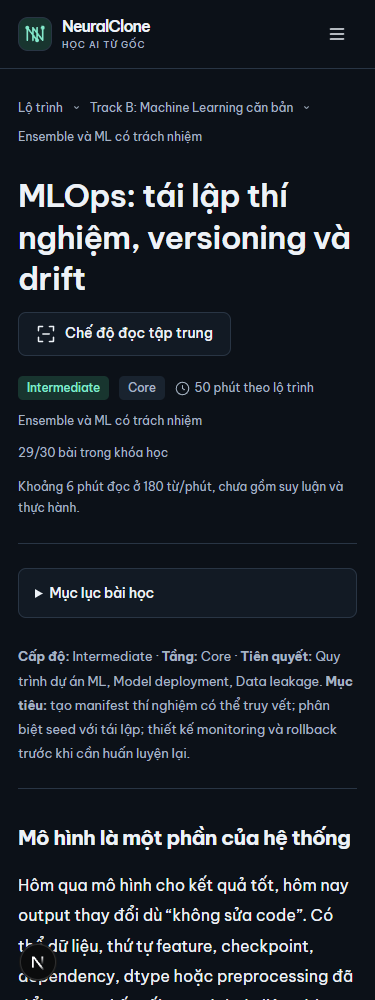 NeuralClone
HỌC AI TỪ GỐC
Lộ trình
Track B: Machine Learning căn bản
Ensemble và ML có trách nhiệm
MLOps: tái lập thí
nghiệm, versioning và
drift
Chế độ đọc tập trung
Intermediate Core 50 phút theo lộ trình
Ensemble và ML có trách nhiệm
29/30 bài trong khóa học
Khoảng 6 phút đọc ở 180 từ/phút, chưa gồm suy luận và
thực hành.
Mục lục bài học
Cấp độ: Intermediate · Tầng: Core · Tiên quyết: Quy
trình dự án ML, Model deployment, Data leakage. Mục
tiêu: tạo manifest thí nghiệm có thể truy vết; phân
biệt seed với tái lập; thiết kế monitoring và rollback
trước khi cần huấn luyện lại.
Mô hình là một phần của hệ thống
Hôm qua mô hình cho kết quả tốt, hôm nay
output thay đổi dù “không sửa code”. Có
thể dữ liệu, thứ tự feature, checkpoint,
dependency, dtype hoặc preprocessing đã